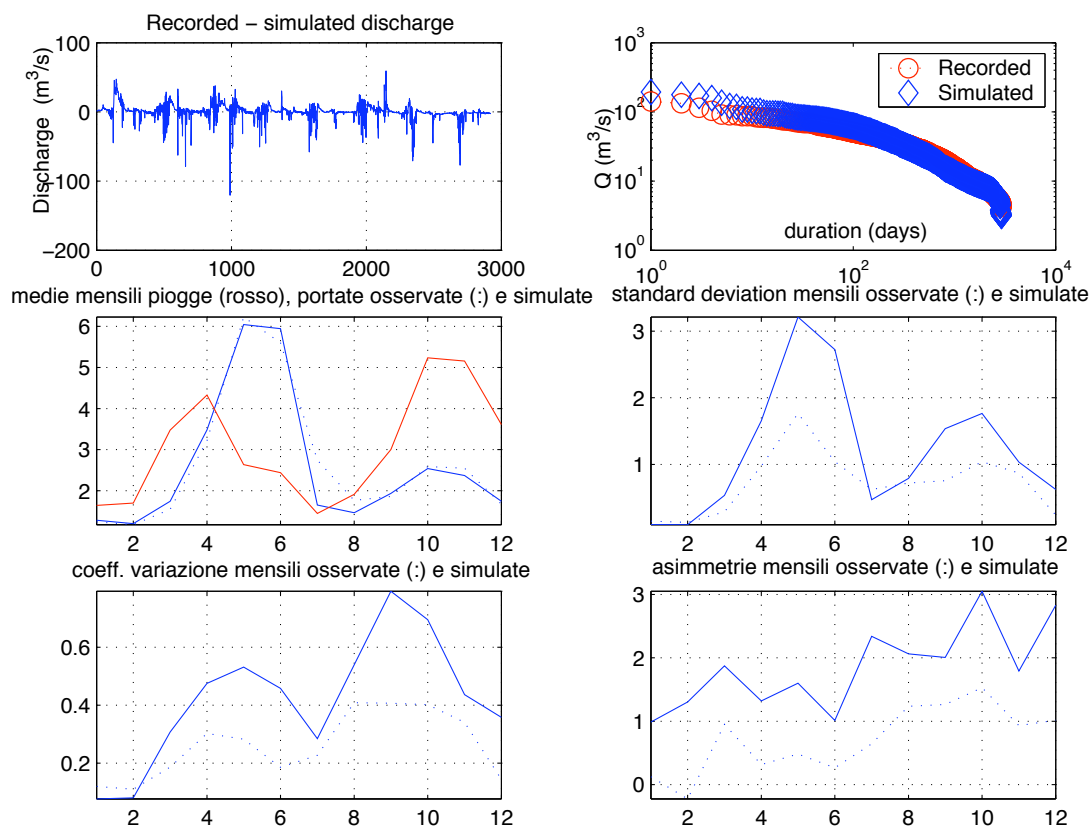 Recorded − simulated discharge
Discharge (m³/s)
100
0
−100
−200
0 1000 2000 3000
Q (m³/s)
10³
10²
10¹
10⁰
Recorded
Simulated
duration (days)
10⁰ 10² 10⁴
medie mensili piogge (rosso), portate osservate (:) e simulate
6
5
4
3
2
2 4 6 8 10 12
standard deviation mensili osservate (:) e simulate
3
2
1
2 4 6 8 10 12
coeff. variazione mensili osservate (:) e simulate
0.6
0.4
0.2
2 4 6 8 10 12
asimmetrie mensili osservate (:) e simulate
3
2
1
0
2 4 6 8 10 12